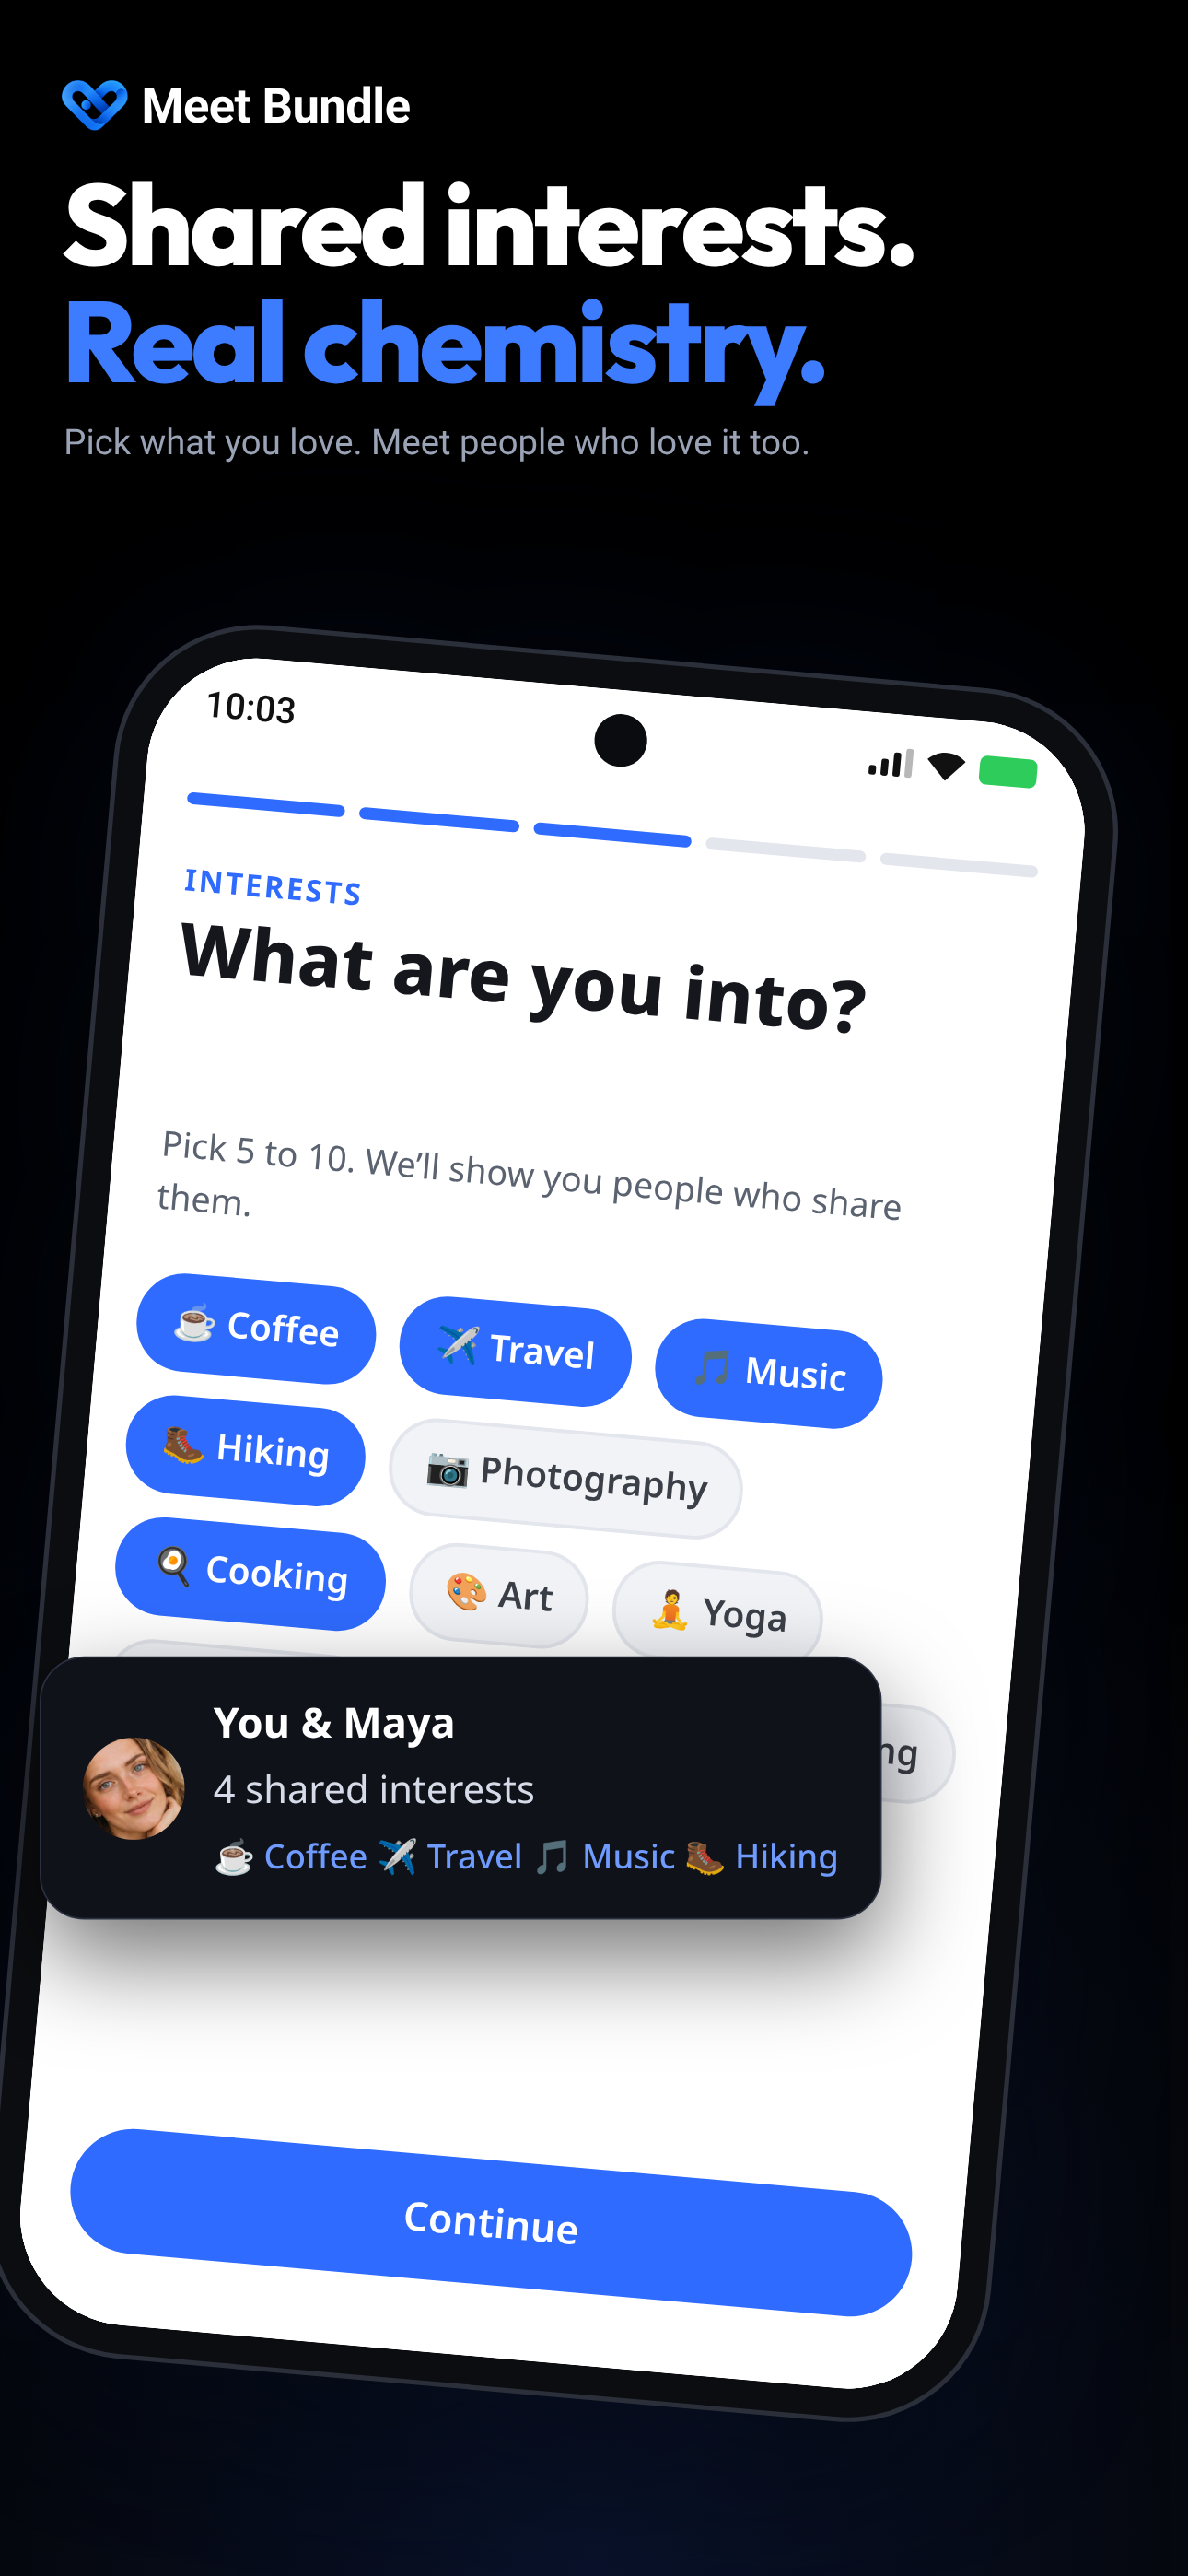 Meet Bundle
Shared interests.
Real chemistry.
Pick what you love. Meet people who love it too.
10:03
INTERESTS
What are you into?
Pick 5 to 10. We’ll show you people who share
them.
☕ Coffee ✈️ Travel 🎵 Music
🥾 Hiking 📷 Photography
🍳 Cooking 🎨 Art 🧘 Yoga
You & Maya
4 shared interests
☕ Coffee ✈️ Travel 🎵 Music 🥾 Hiking
Continue